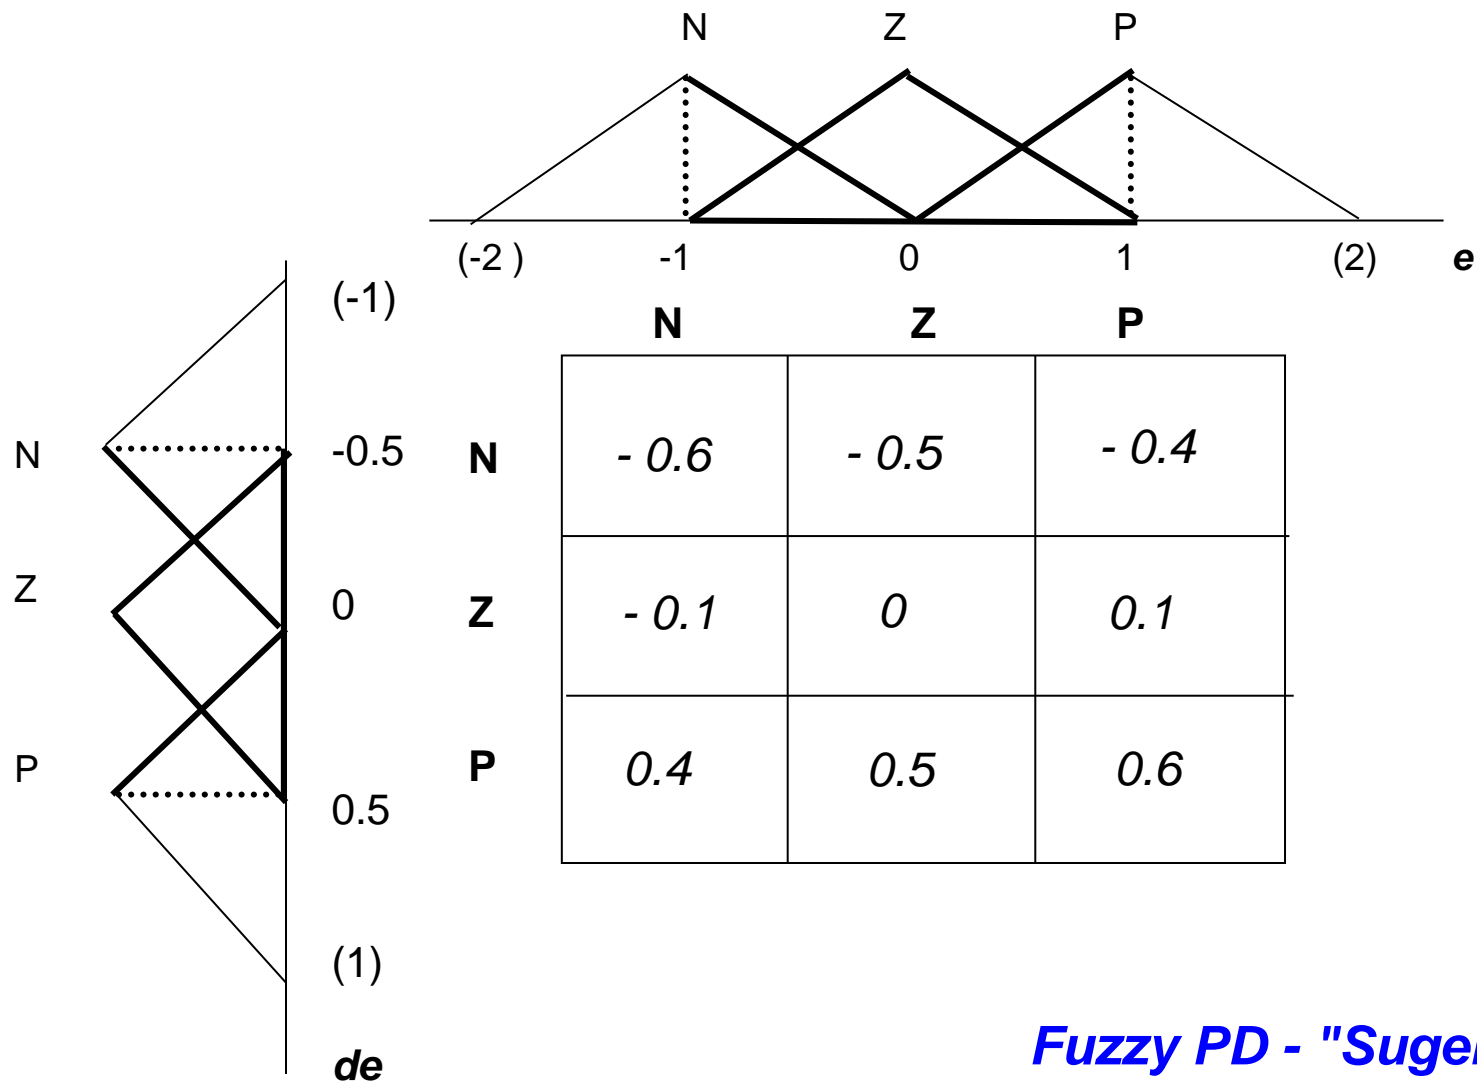 N Z P
(-2 ) -1 0 1 (2) e
N Z P
(-1)
N -0.5 N - 0.6 - 0.5 - 0.4
Z 0 Z - 0.1 0 0.1
P 0.5 P 0.4 0.5 0.6
(1)
de
Fuzzy PD - "